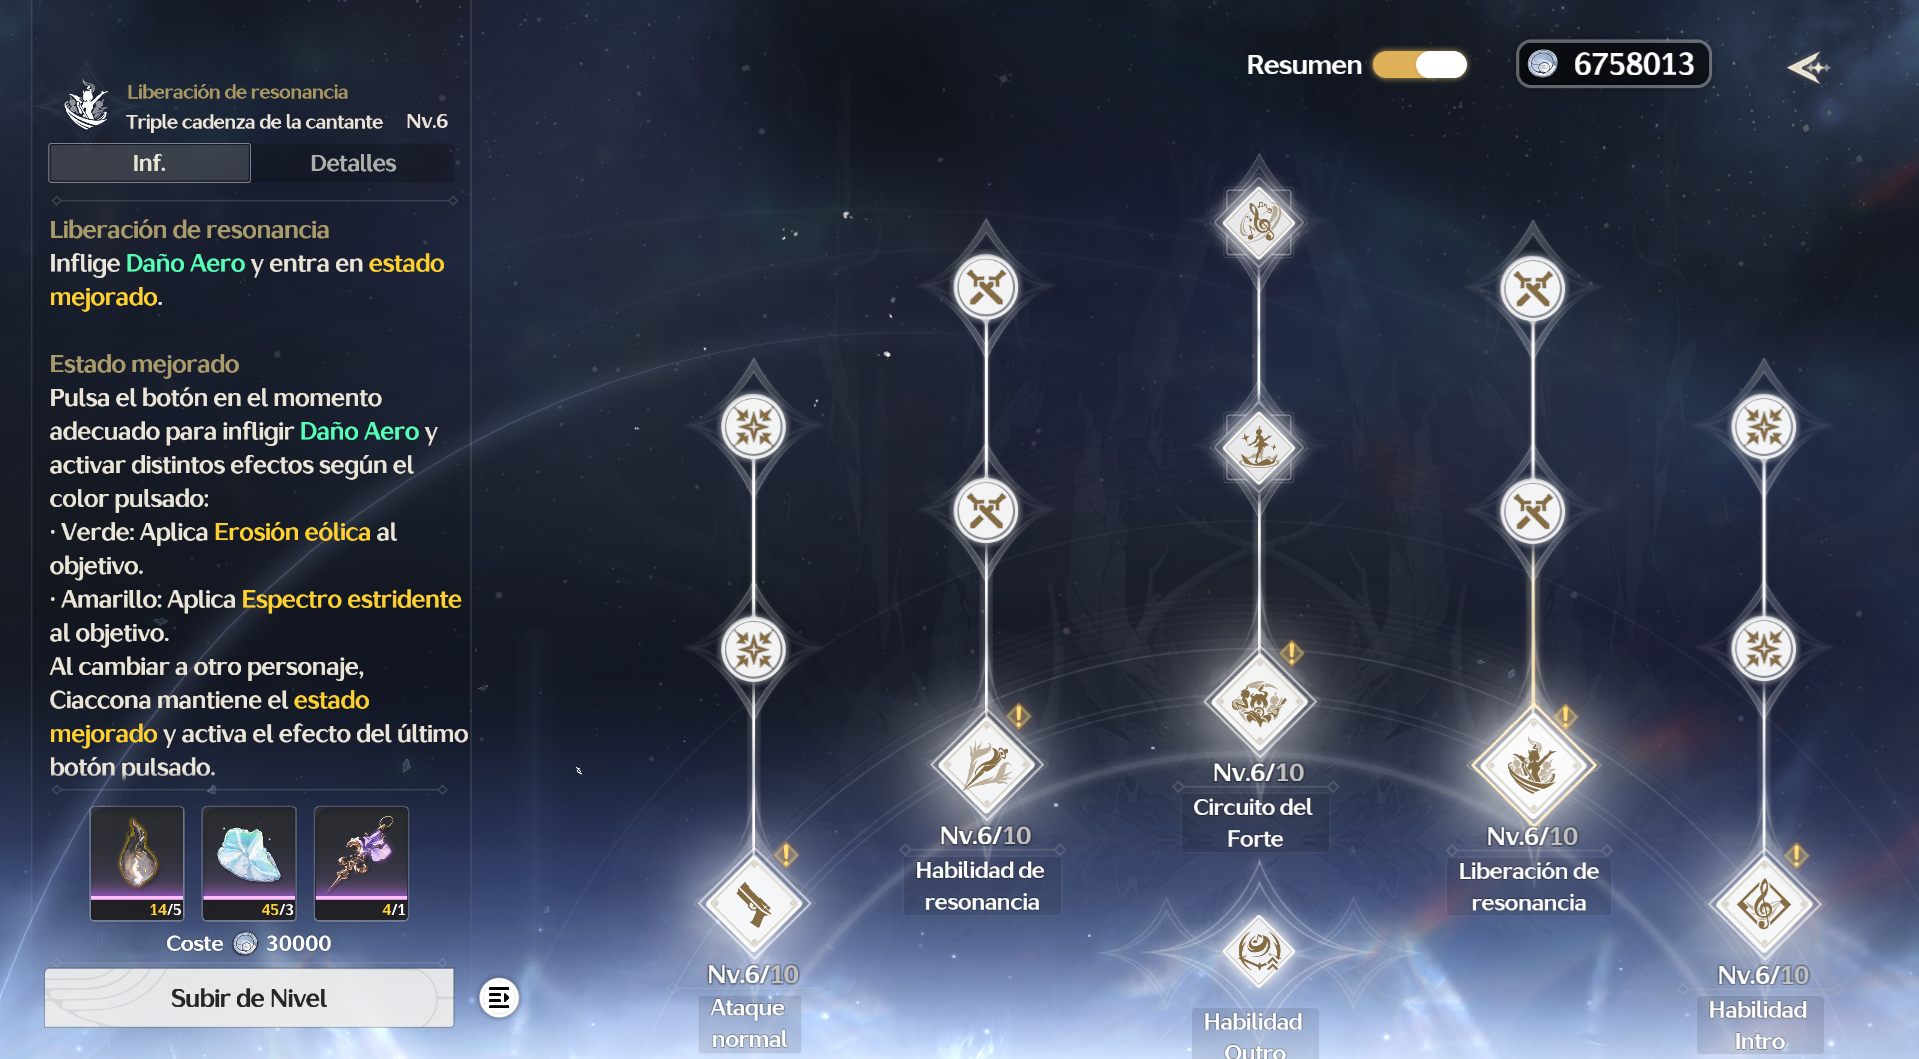 Liberación de resonancia
Triple cadenza de la cantante Nv.6
Inf. Detalles
Liberación de resonancia
Inflige Daño Aero y entra en estado
mejorado.
Estado mejorado
Pulsa el botón en el momento
adecuado para infligir Daño Aero y
activar distintos efectos según el
color pulsado:
· Verde: Aplica Erosión eólica al
objetivo.
· Amarillo: Aplica Espectro estridente
al objetivo.
Al cambiar a otro personaje,
Ciaccona mantiene el estado
mejorado y activa el efecto del último
botón pulsado.
14/5 45/3 4/1
Coste 30000
Subir de Nivel
Resumen 6758013
Nv.6/10
Ataque
normal
Nv.6/10
Habilidad de
resonancia
Nv.6/10
Circuito del
Forte
Habilidad
Outro
Nv.6/10
Liberación de
resonancia
Nv.6/10
Habilidad
Intro